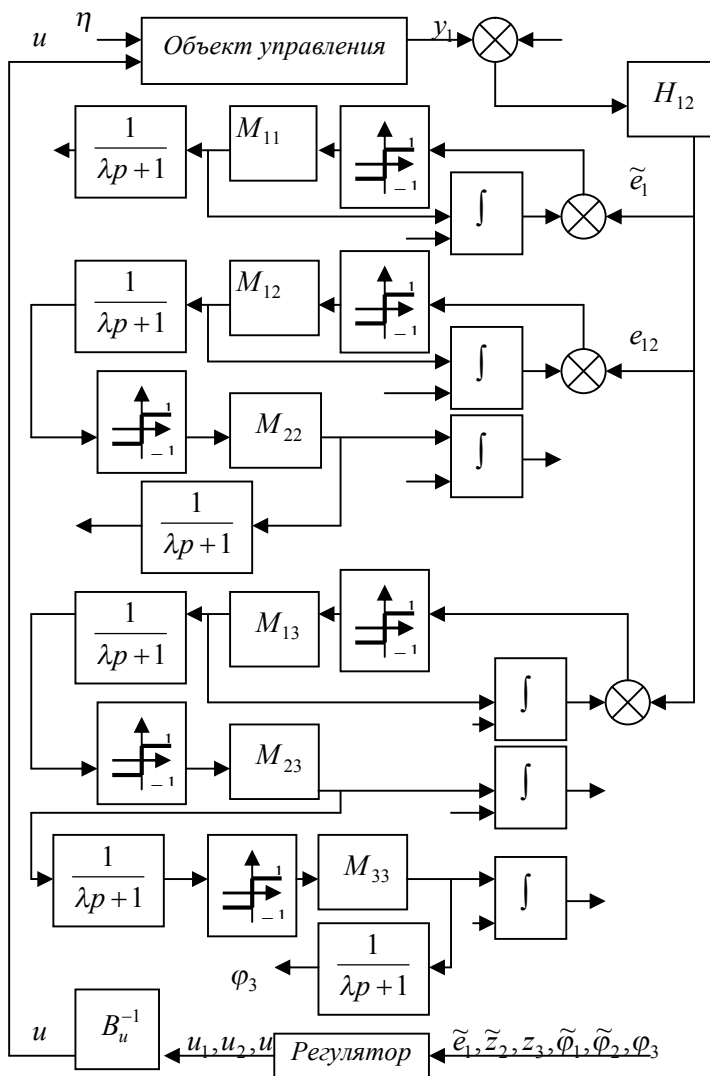 u η Объект управления y₁
H₁₂
1/(λp+1) M₁₁ 1 −1 ∫ ẽ₁
1/(λp+1) M₁₂ 1 −1 ∫ e₁₂
1 −1 M₂₂ ∫
1/(λp+1)
1/(λp+1) M₁₃ 1 −1 ∫
1 −1 M₂₃ ∫
1/(λp+1) 1 −1 M₃₃ ∫
φ₃ 1/(λp+1)
u B_u⁻¹ u₁, u₂, u Регулятор ẽ₁, z̃₂, z₃, φ̃₁, φ̃₂, φ₃